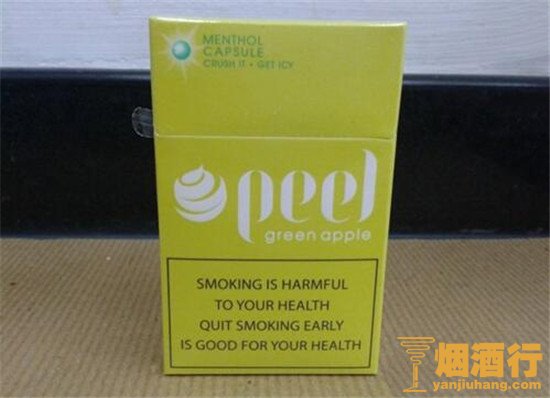 MENTHOL
CAPSULE
CRUSH IT • GET ICY
peel
green apple
SMOKING IS HARMFUL
TO YOUR HEALTH
QUIT SMOKING EARLY
IS GOOD FOR YOUR HEALTH
烟酒行
yanjiuhang.com